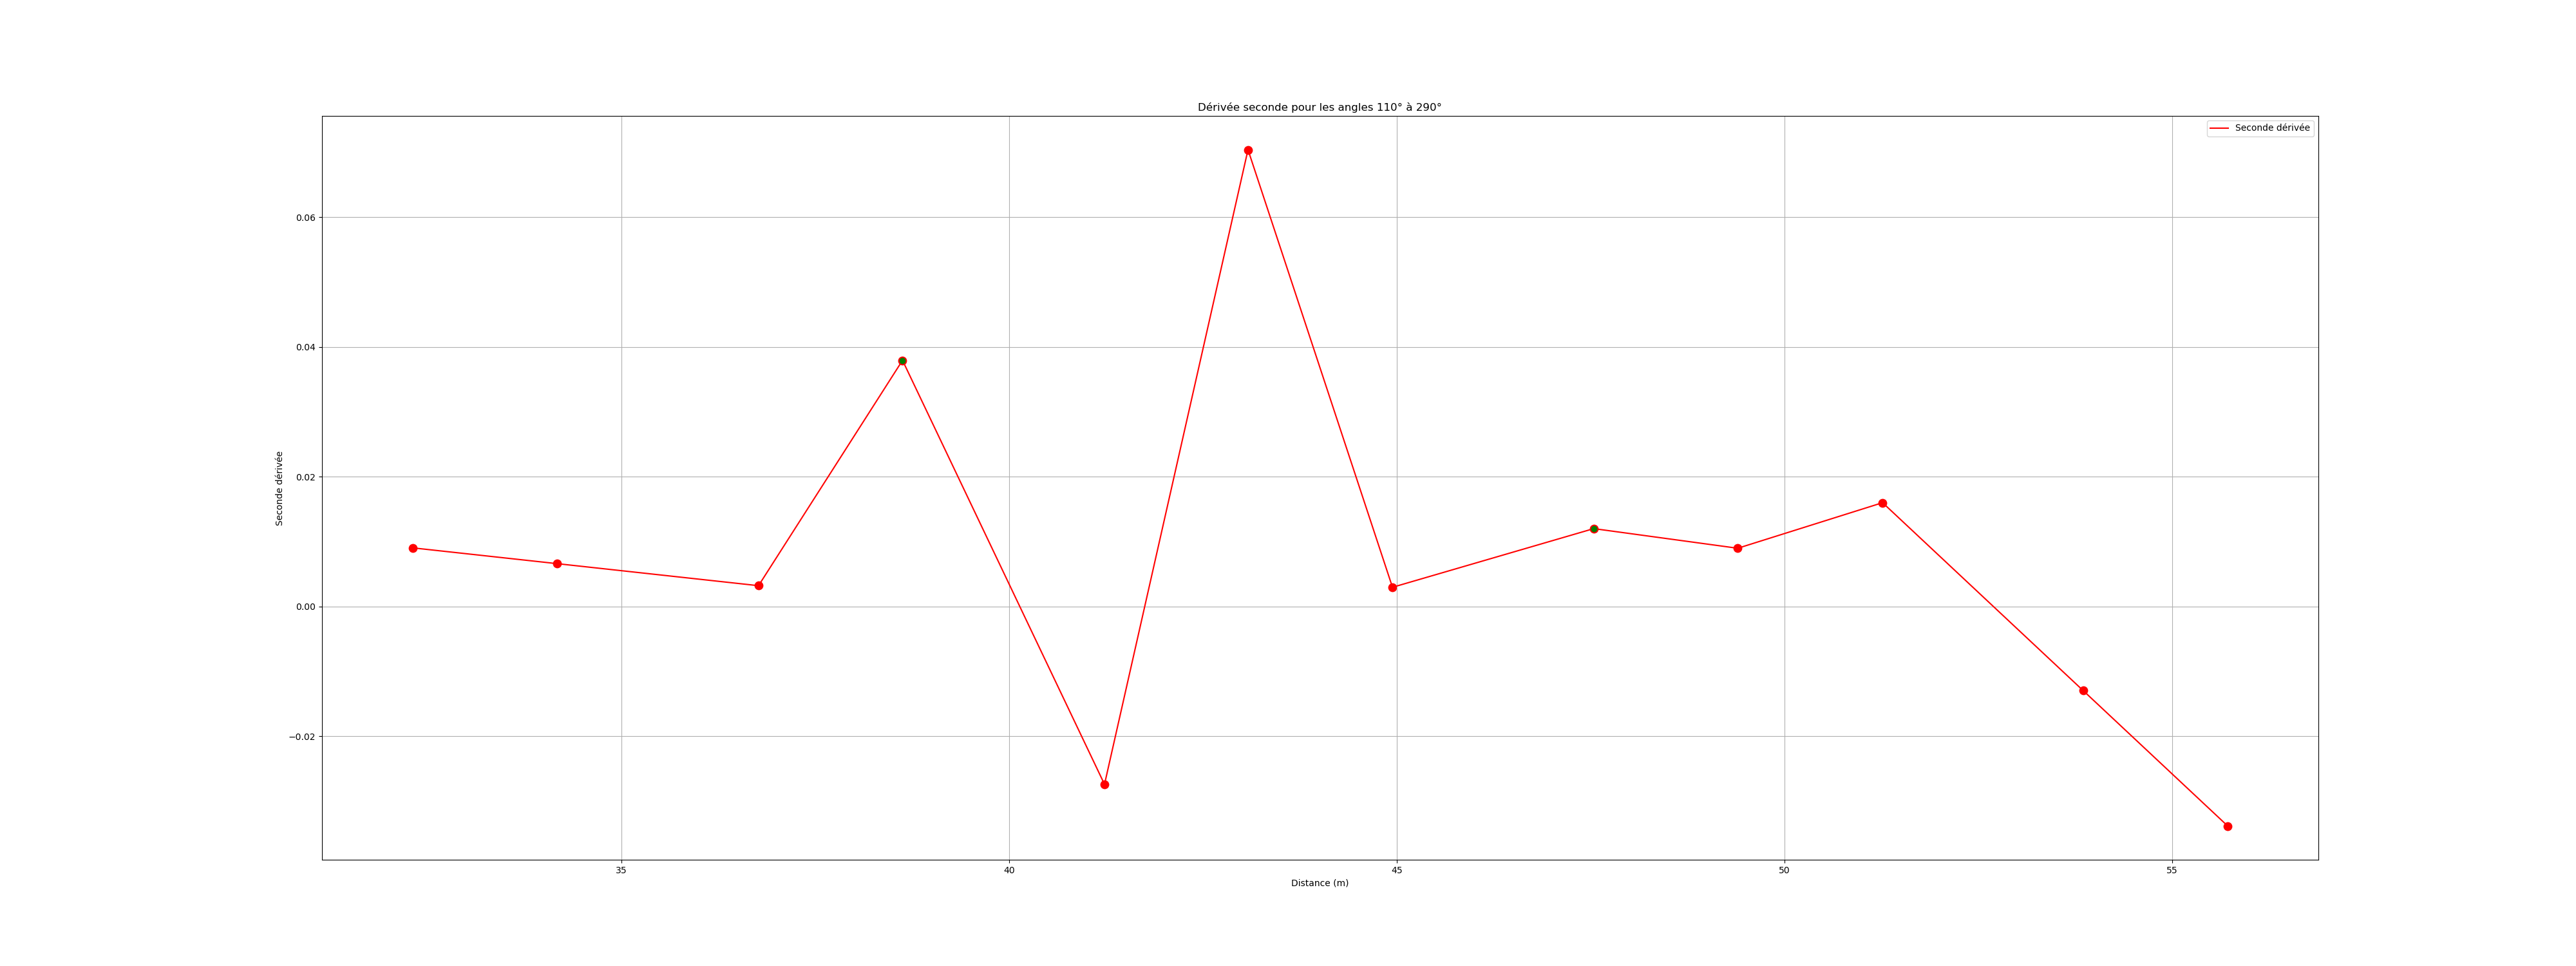 Dérivée seconde pour les angles 110° à 290°
Seconde dérivée
0.06
0.04
0.02
0.00
−0.02
Seconde dérivée
35
40
45
50
55
Distance (m)